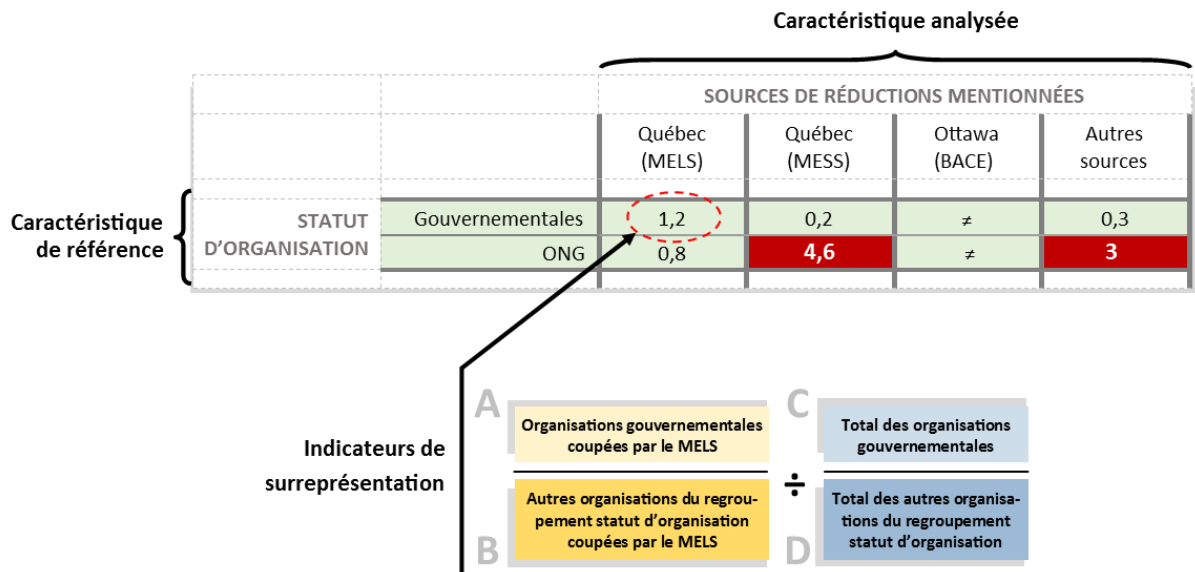 Caractéristique analysée
SOURCES DE RÉDUCTIONS MENTIONNÉES
Québec
(MELS)
Québec
(MESS)
Ottawa
(BACE)
Autres
sources
Caractéristique
de référence
STATUT
D'ORGANISATION
Gouvernementales
1,2
0,2
≠
0,3
ONG
0,8
4,6
≠
3
Indicateurs de
surreprésentation
A
Organisations gouvernementales
coupées par le MELS
B
Autres organisations du regrou-
pement statut d'organisation
coupées par le MELS
÷
C
Total des organisations
gouvernementales
D
Total des autres organisa-
tions du regroupement
statut d'organisation